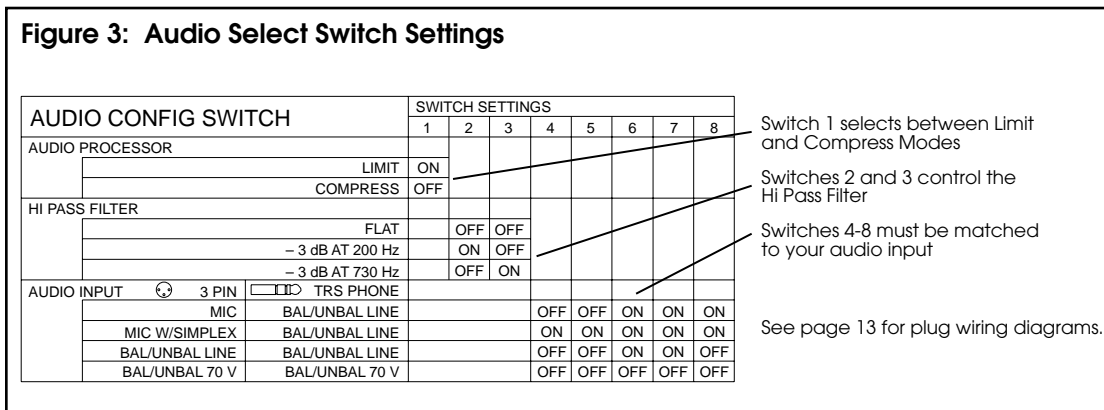 Figure 3: Audio Select Switch Settings
AUDIO CONFIG SWITCH
SWITCH SETTINGS
1 2 3 4 5 6 7 8
AUDIO PROCESSOR
LIMIT ON
COMPRESS OFF
HI PASS FILTER
FLAT OFF OFF
– 3 dB AT 200 Hz ON OFF
– 3 dB AT 730 Hz OFF ON
AUDIO INPUT 3 PIN TRS PHONE
MIC BAL/UNBAL LINE OFF OFF ON ON ON
MIC W/SIMPLEX BAL/UNBAL LINE ON ON ON ON ON
BAL/UNBAL LINE BAL/UNBAL LINE OFF OFF ON ON OFF
BAL/UNBAL 70 V BAL/UNBAL 70 V OFF OFF OFF OFF OFF
Switch 1 selects between Limit
and Compress Modes
Switches 2 and 3 control the
Hi Pass Filter
Switches 4-8 must be matched
to your audio input
See page 13 for plug wiring diagrams.